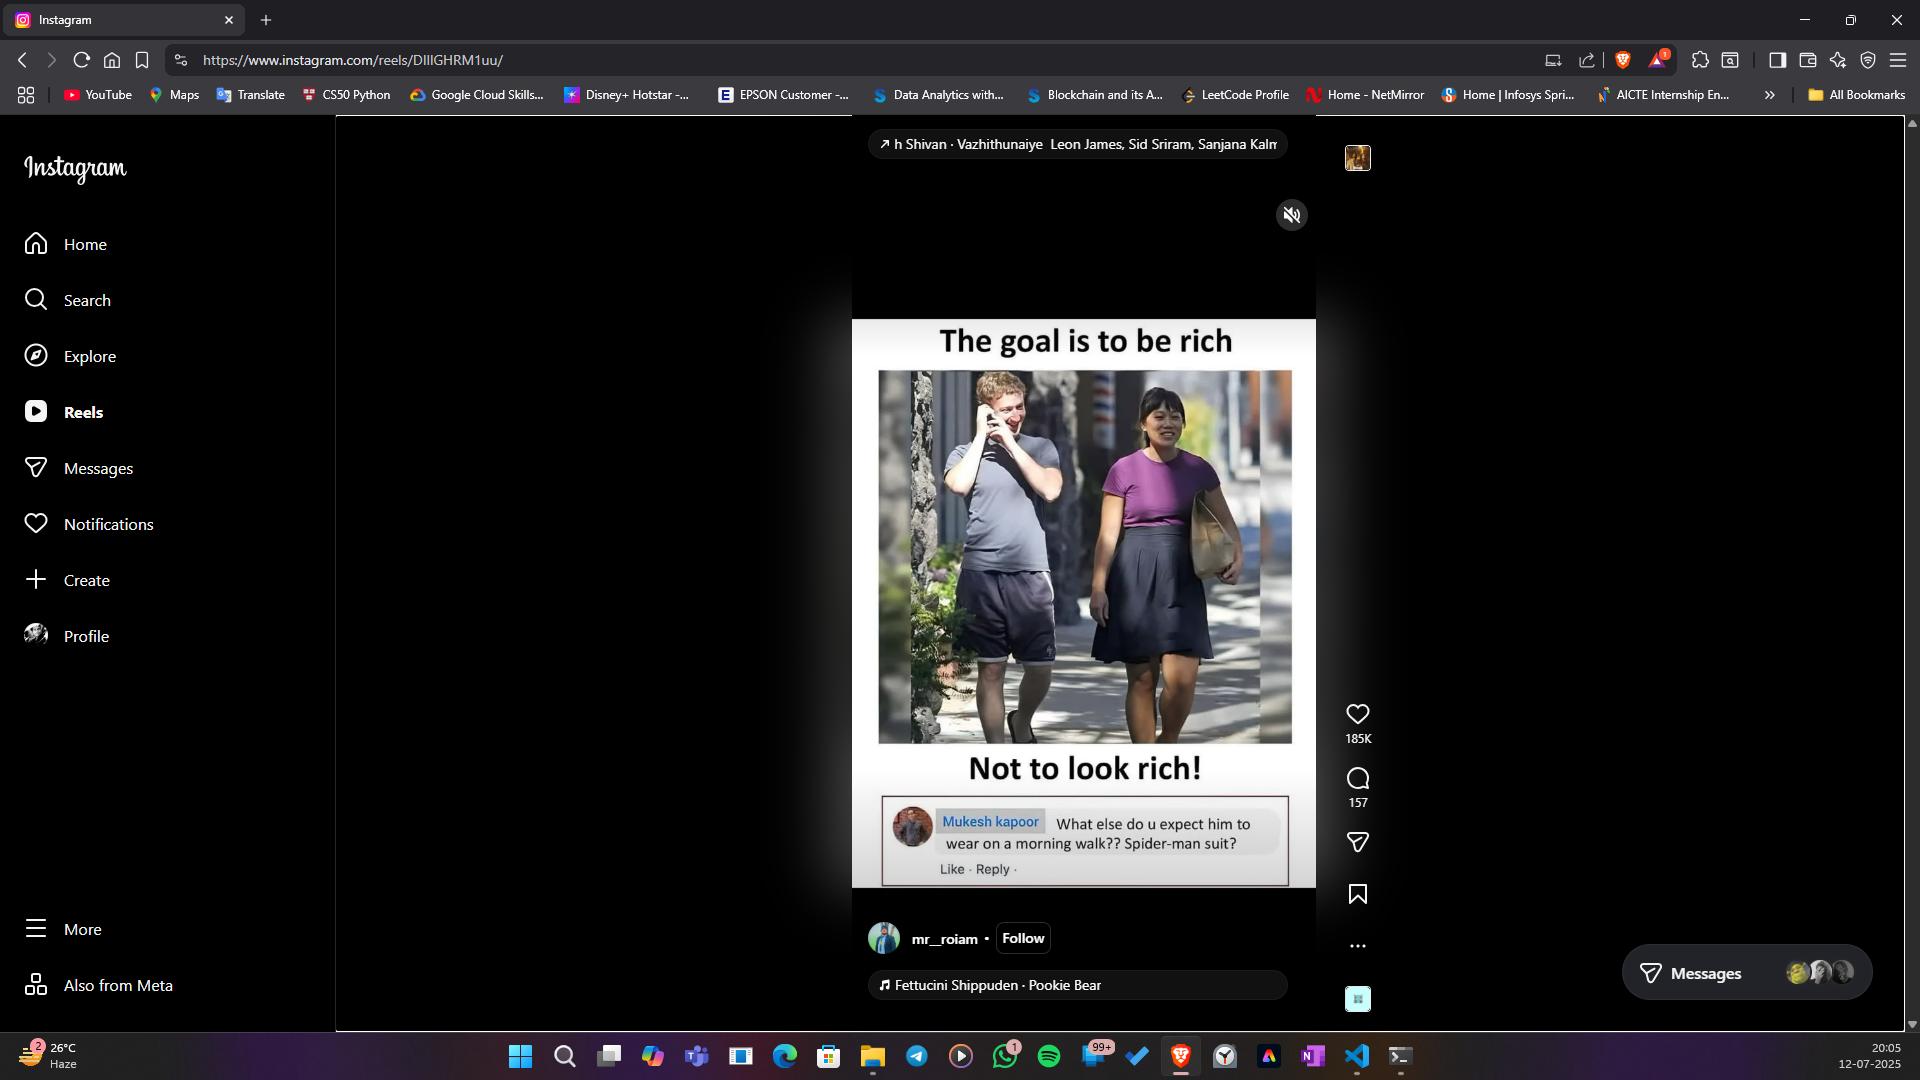 Instagram
https://www.instagram.com/reels/DIIIGHRM1uu/
YouTube
Maps
Translate
CS50 Python
Google Cloud Skills...
Disney+ Hotstar -...
EPSON Customer -...
Data Analytics with...
Blockchain and its A...
LeetCode Profile
Home - NetMirror
Home | Infosys Spri...
AICTE Internship En...
All Bookmarks
Instagram
Home
Search
Explore
Reels
Messages
Notifications
Create
Profile
More
Also from Meta
h Shivan · Vazhithunaiye Leon James, Sid Sriram, Sanjana Kalm
The goal is to be rich
Not to look rich!
Mukesh kapoor What else do u expect him to
wear on a morning walk?? Spider-man suit?
Like · Reply ·
mr__roiam • Follow
Fettucini Shippuden · Pookie Bear
185K
157
Messages
2
26°C
Haze
1
99+
20:05
12-07-2025